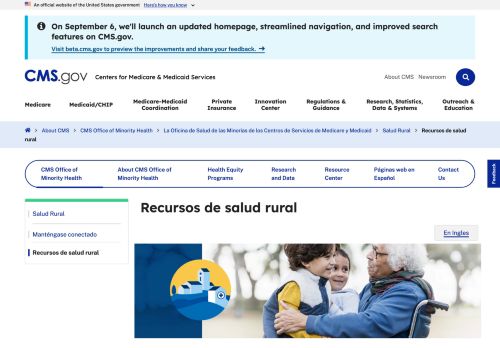 An official website of the United States government Here's how you know
On September 6, we'll launch an updated homepage, streamlined navigation, and improved search
features on CMS.gov.
Visit beta.cms.gov to preview the improvements and share your feedback.
CMS.gov Centers for Medicare & Medicaid Services
About CMS Newsroom
Medicare
Medicaid/CHIP
Medicare-Medicaid
Coordination
Private
Insurance
Innovation
Center
Regulations &
Guidance
Research, Statistics,
Data & Systems
Outreach &
Education
About CMS CMS Office of Minority Health La Oficina de Salud de las Minorías de los Centros de Servicios de Medicare y Medicaid Salud Rural Recursos de salud
rural
Feedback
CMS Office of
Minority Health
About CMS Office of
Minority Health
Health Equity
Programs
Research
and Data
Resource
Center
Páginas web en
Español
Contact
Us
Salud Rural
Manténgase conectado
Recursos de salud rural
Recursos de salud rural
En Ingles